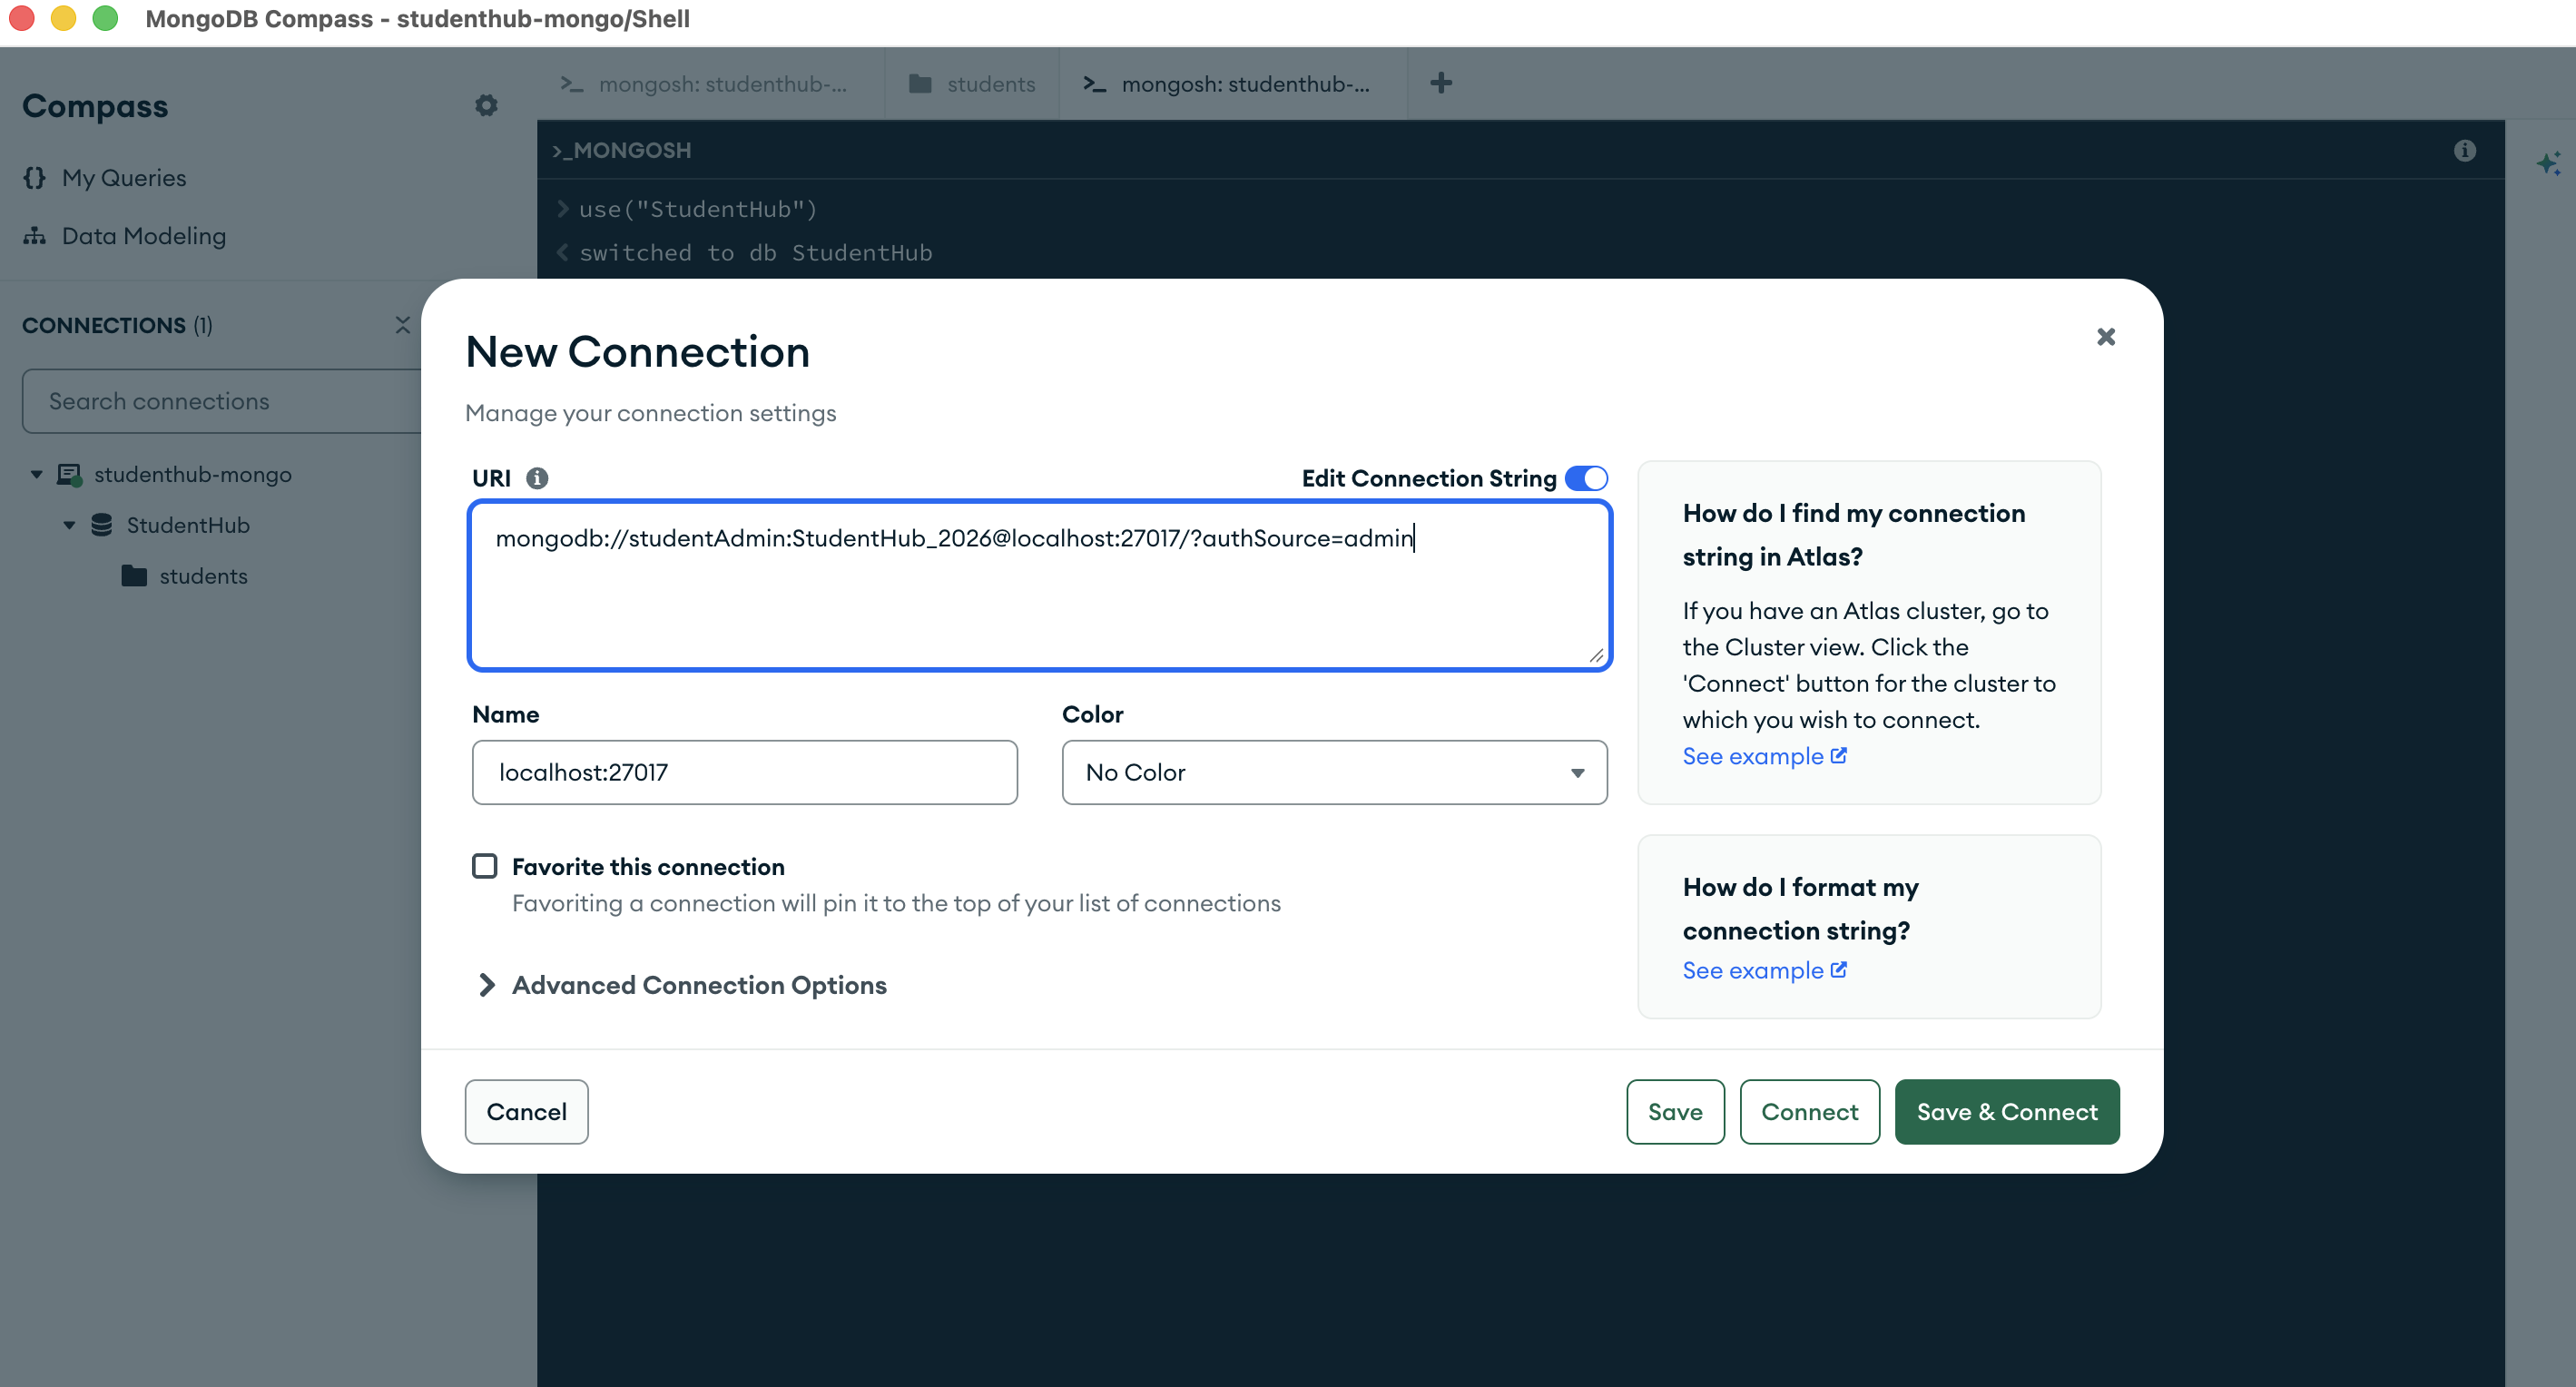 MongoDB Compass - studenthub-mongo/Shell
Compass
My Queries
Data Modeling
CONNECTIONS (1)
Search connections
studenthub-mongo
StudentHub
students
mongosh: studenthub-...
students
mongosh: studenthub-...
>_MONGOSH
use("StudentHub")
switched to db StudentHub
New Connection
Manage your connection settings
URI
Edit Connection String
mongodb://studentAdmin:StudentHub_2026@localhost:27017/?authSource=admin
Name
localhost:27017
Color
No Color
Favorite this connection
Favoriting a connection will pin it to the top of your list of connections
Advanced Connection Options
How do I find my connection
string in Atlas?
If you have an Atlas cluster, go to
the Cluster view. Click the
'Connect' button for the cluster to
which you wish to connect.
See example
How do I format my
connection string?
See example
Cancel
Save
Connect
Save & Connect